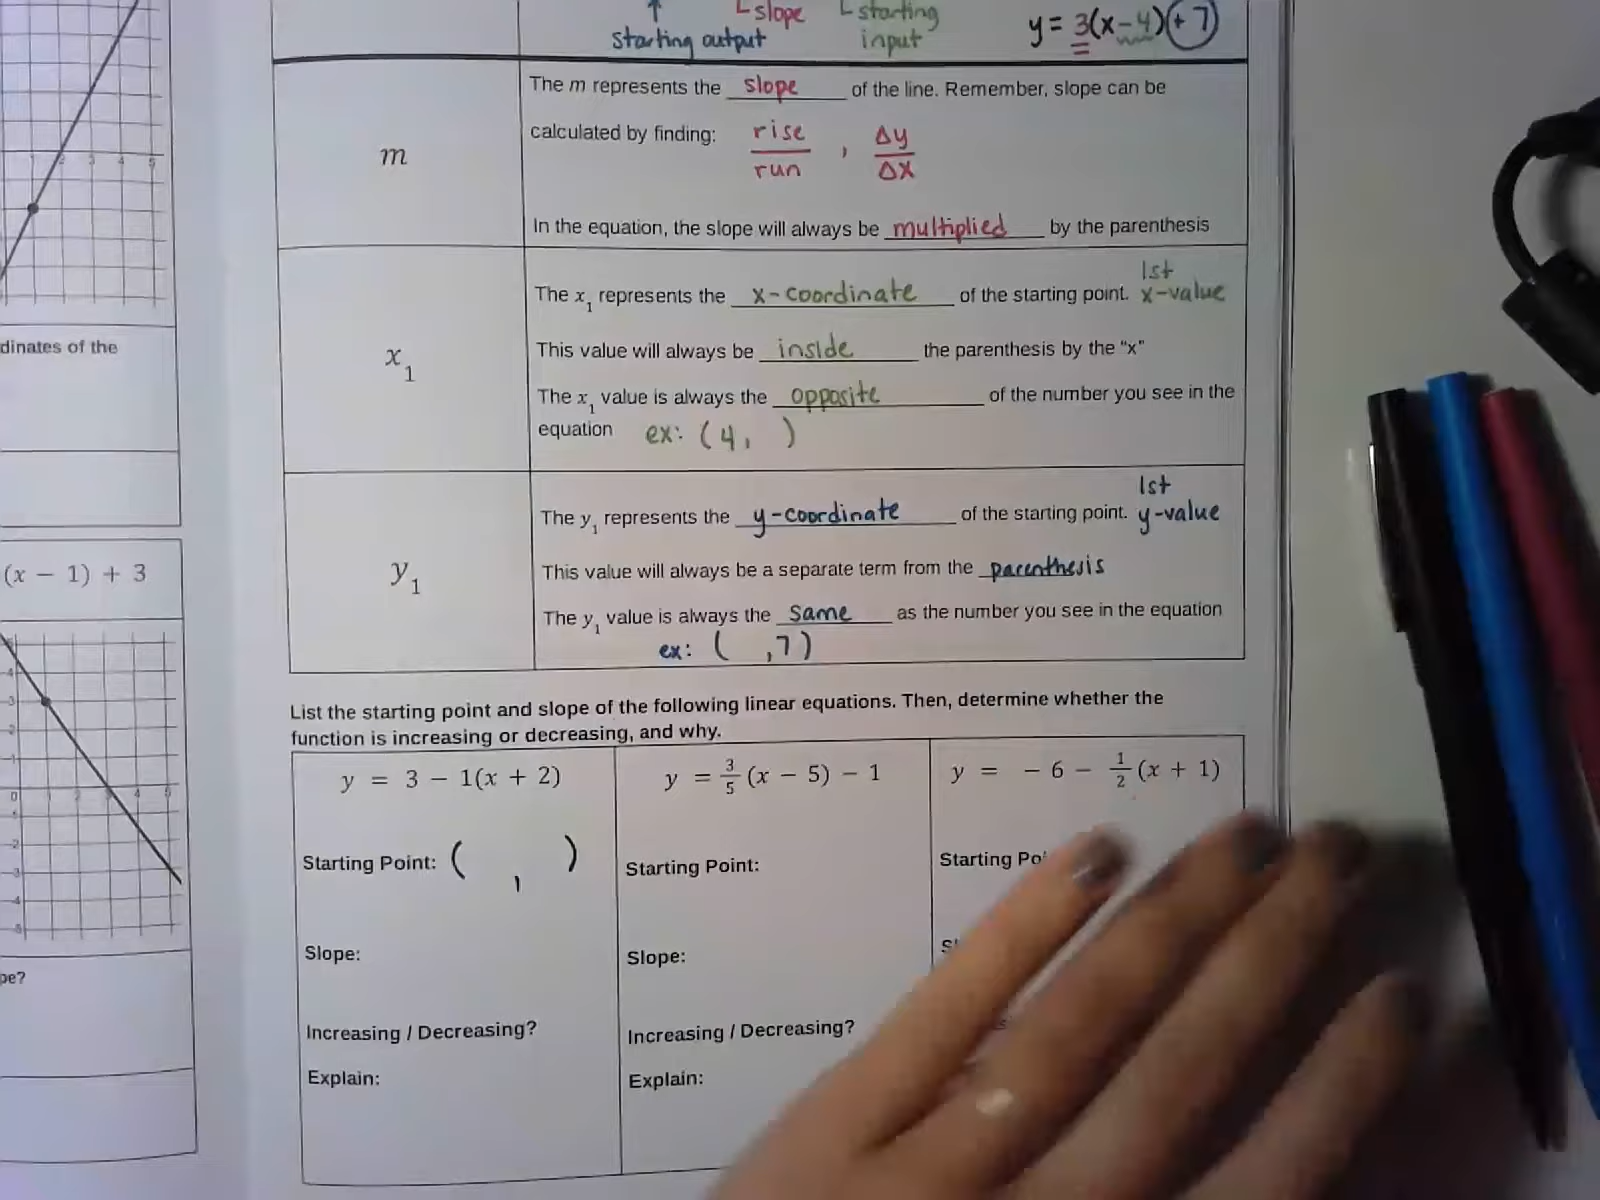 slope
starting
starting output
input
y = 3(x-4)+7
The m represents the slope of the line. Remember, slope can be
calculated by finding: rise/run , Δy/Δx
m
In the equation, the slope will always be multiplied by the parenthesis
1st
The x₁ represents the x-coordinate of the starting point. x-value
This value will always be inside the parenthesis by the "x"
x₁
The x₁ value is always the opposite of the number you see in the
equation ex: (4, )
1st
The y₁ represents the y-coordinate of the starting point. y-value
This value will always be a separate term from the parenthesis
y₁
The y₁ value is always the same as the number you see in the equation
ex: ( ,7)
List the starting point and slope of the following linear equations. Then, determine whether the
function is increasing or decreasing, and why.
y = 3 − 1(x + 2)
Starting Point: ( , )
Slope:
Increasing / Decreasing?
Explain:
y = 3/5(x − 5) − 1
Starting Point:
Slope:
Increasing / Decreasing?
Explain:
y = − 6 − 1/2(x + 1)
Starting
dinates of the
(x − 1) + 3
pe?